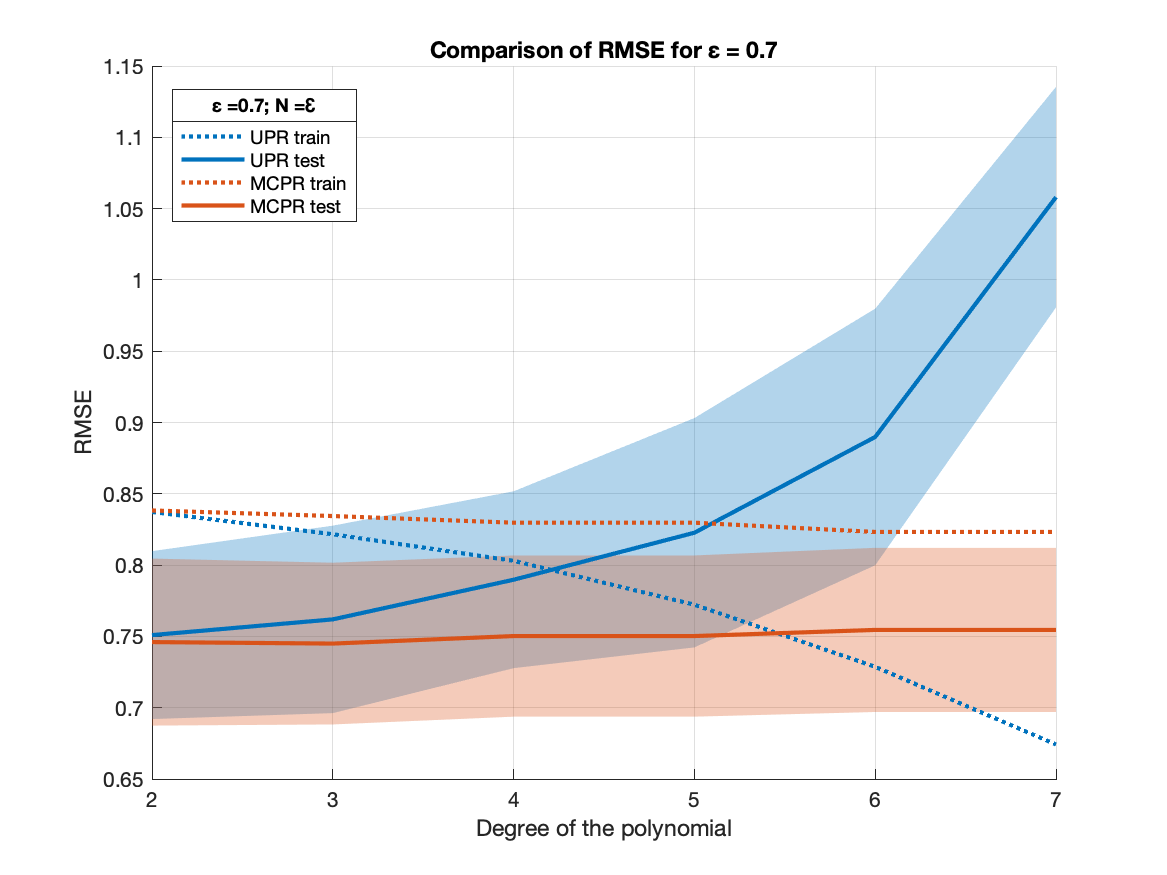 Comparison of RMSE for ε = 0.7
1.15
1.1
1.05
1
0.95
0.9
0.85
0.8
0.75
0.7
0.65
RMSE
ε =0.7; N =Ɛ
UPR train
UPR test
MCPR train
MCPR test
2 3 4 5 6 7
Degree of the polynomial